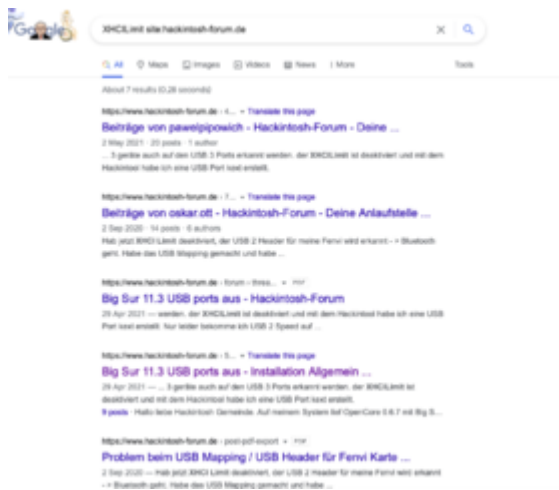 Google
XHCILimit site:hackintosh-forum.de
All Maps Images Videos News More Tools
About 7 results (0.28 seconds)
https://www.hackintosh-forum.de › 4... Translate this page
Beiträge von pawelpipowich - Hackintosh-Forum - Deine ...
2 May 2021 · 20 posts · 1 author
... 3 geräte auch auf den USB 3 Ports erkannt werden. der XHCILimit ist deaktiviert und mit dem
Hackintool habe ich eine USB Port kext erstellt.
https://www.hackintosh-forum.de › 7... Translate this page
Beiträge von oskar.ott - Hackintosh-Forum - Deine Anlaufstelle ...
2 Sep 2020 · 14 posts · 6 authors
Hab jetzt XHCI Limit deaktiviert, der USB 2 Header für meine Fenvi wird erkannt - > Bluetooth
geht. Habe das USB Mapping gemacht und habe ...
https://www.hackintosh-forum.de › forum › threa... PDF
Big Sur 11.3 USB ports aus - Hackintosh-Forum
29 Apr 2021 — werden. der XHCILimit ist deaktiviert und mit dem Hackintool habe ich eine USB
Port kext erstellt. Nur leider bekomme ich USB 2 Speed auf ...
https://www.hackintosh-forum.de › 5... Translate this page
Big Sur 11.3 USB ports aus - Installation Allgemein ...
29 Apr 2021 — ... 3 geräte auch auf den USB 3 Ports erkannt werden. der XHCILimit ist
deaktiviert und mit dem Hackintool habe ich eine USB Port kext erstellt.
9 posts · Hallo liebe Hackintosh Gemeinde. Auf meinem System lief OpenCore 0.6.7 mit Big S...
https://www.hackintosh-forum.de › post-pdf-export PDF
Problem beim USB Mapping / USB Header für Fenvi Karte ...
2 Sep 2020 — Hab jetzt XHCI Limit deaktiviert, der USB 2 Header für meine Fenvi wird erkannt
- > Bluetooth geht. Habe das USB Mapping gemacht und habe ...